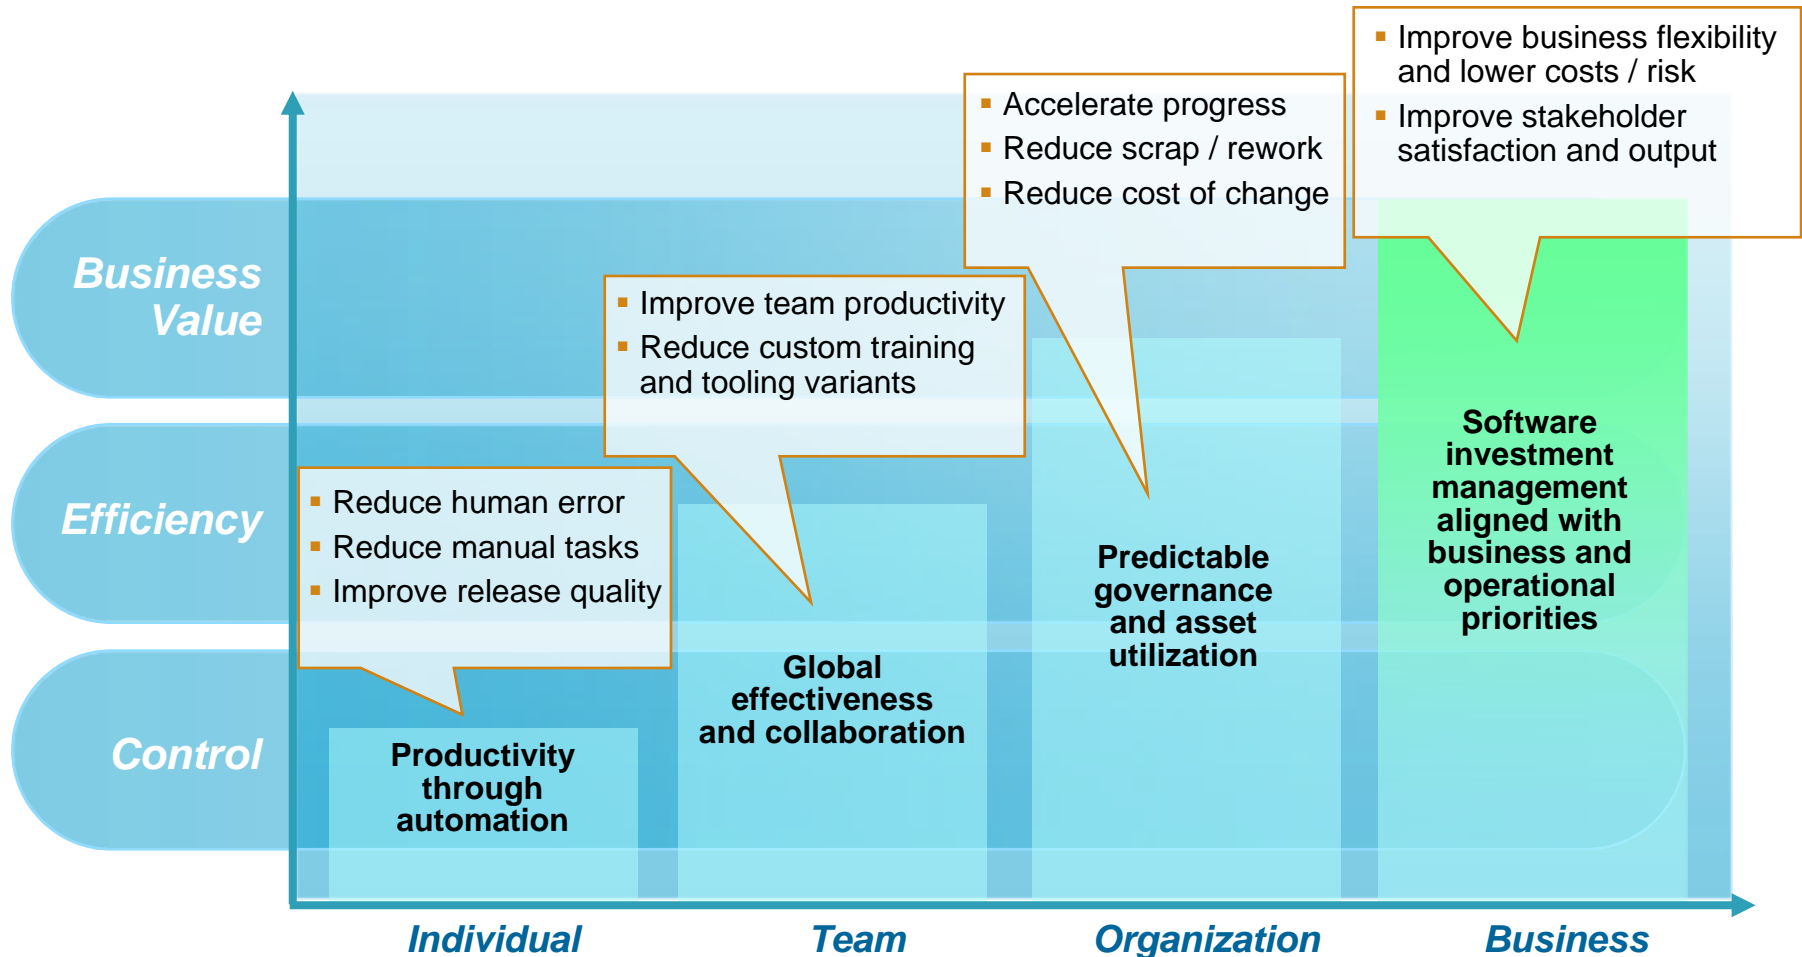 Improve business flexibility
and lower costs / risk
Improve stakeholder
satisfaction and output
Accelerate progress
Reduce scrap / rework
Reduce cost of change
Business
Value
Improve team productivity
Reduce custom training
and tooling variants
Efficiency
Reduce human error
Reduce manual tasks
Improve release quality
Control
Productivity
through
automation
Global
effectiveness
and collaboration
Predictable
governance
and asset
utilization
Software
investment
management
aligned with
business and
operational
priorities
Individual
Team
Organization
Business